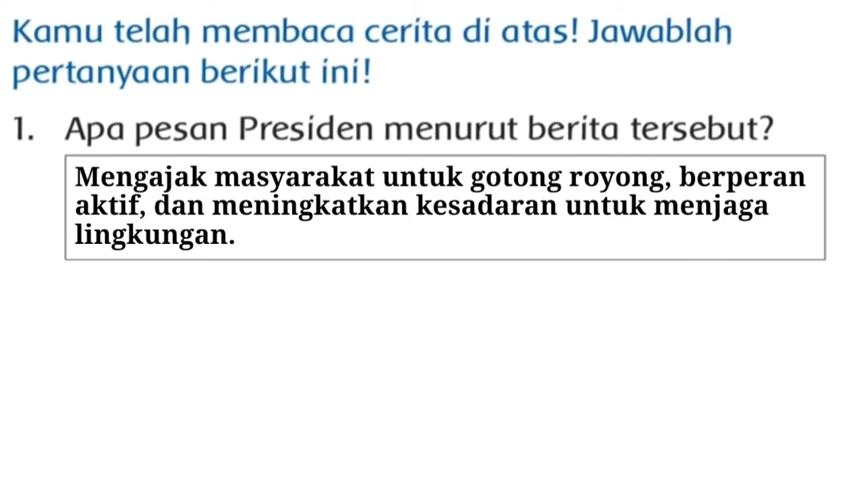 Kamu telah membaca cerita di atas! Jawablah
pertanyaan berikut ini!
1. Apa pesan Presiden menurut berita tersebut?
Mengajak masyarakat untuk gotong royong, berperan
aktif, dan meningkatkan kesadaran untuk menjaga
lingkungan.